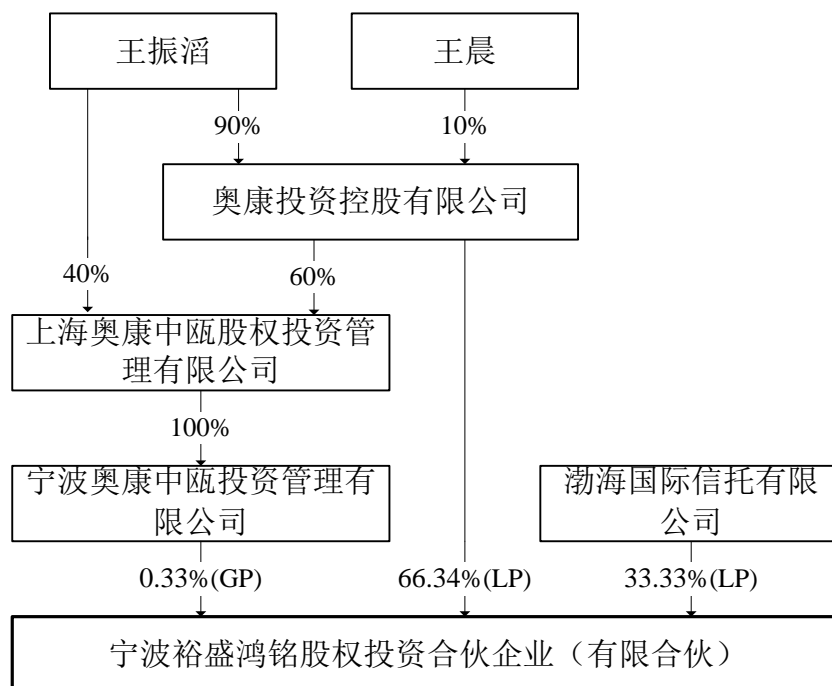 王振滔
王晨
90%
10%
奥康投资控股有限公司
40%
60%
上海奥康中瓯股权投资管
理有限公司
100%
宁波奥康中瓯投资管理有
限公司
渤海国际信托有限
公司
0.33%(GP)
66.34%(LP)
33.33%(LP)
宁波裕盛鸿铭股权投资合伙企业（有限合伙）